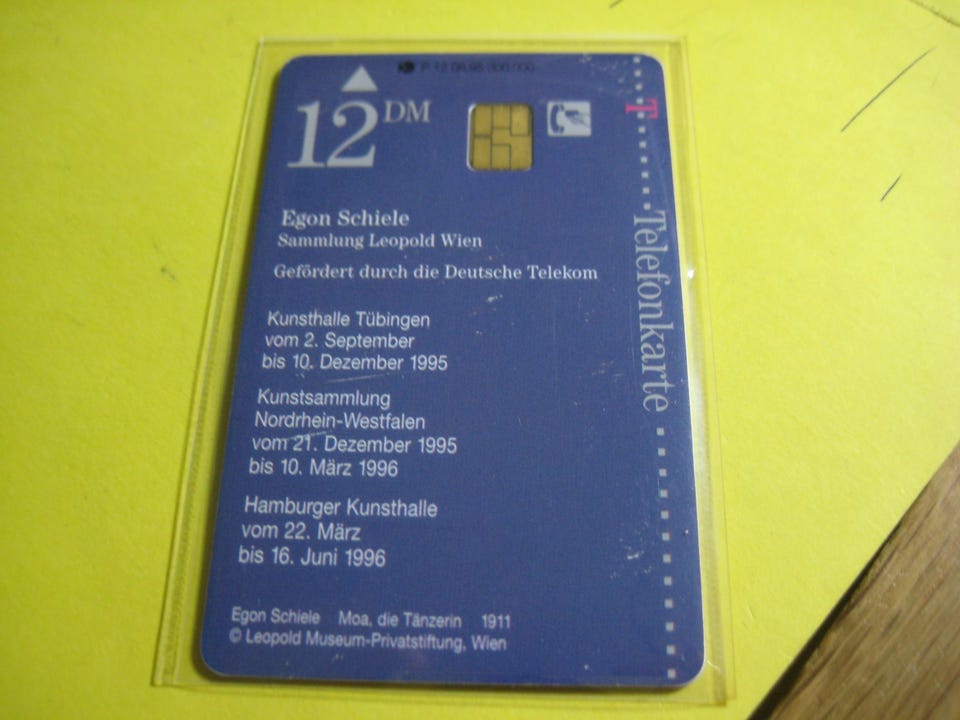 12 DM
Egon Schiele
Sammlung Leopold Wien
Gefördert durch die Deutsche Telekom
Kunsthalle Tübingen
vom 2. September
bis 10. Dezember 1995
Kunstsammlung
Nordrhein-Westfalen
vom 21. Dezember 1995
bis 10. März 1996
Hamburger Kunsthalle
vom 22. März
bis 16. Juni 1996
Egon Schiele Moa, die Tänzerin 1911
© Leopold Museum-Privatstiftung, Wien
T
Telefonkarte